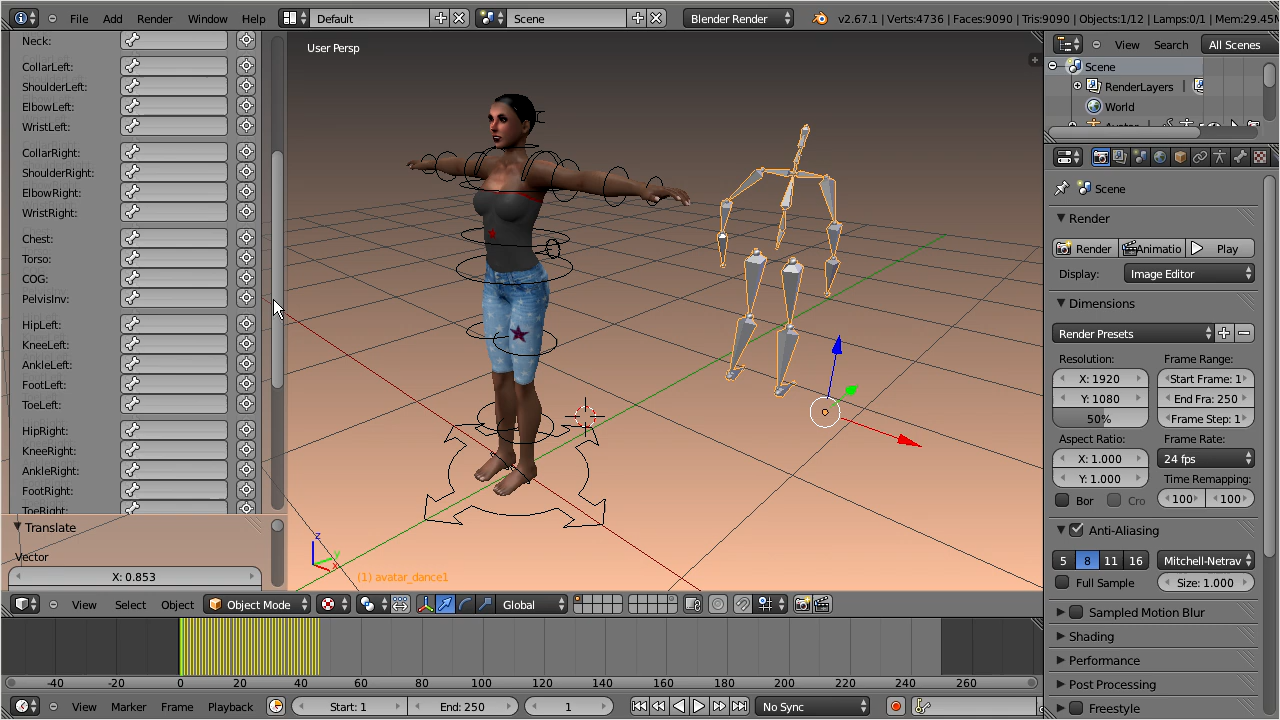 File Add Render Window Help Default Scene Blender Render v2.67.1 | Verts:4736 | Faces:9090 | Tris:9090 | Objects:1/12 | Lamps:0/1 | Mem:29.45
User Persp
View Search All Scenes
Scene
RenderLayers
World
Neck:
CollarLeft:
ShoulderLeft:
ElbowLeft:
WristLeft:
CollarRight:
ShoulderRight:
ElbowRight:
WristRight:
Chest:
Torso:
COG:
PelvisInv:
HipLeft:
KneeLeft:
AnkleLeft:
FootLeft:
ToeLeft:
HipRight:
KneeRight:
AnkleRight:
FootRight:
ToeRight:
Translate
Vector
X: 0.853
z
y
x
(1) avatar_dance1
Scene
Render
Render Animatio Play
Display: Image Editor
Dimensions
Render Presets
Resolution: Frame Range:
X: 1920 Start Frame: 1
Y: 1080 End Fra: 250
50% Frame Step: 1
Aspect Ratio: Frame Rate:
X: 1.000 24 fps
Y: 1.000 Time Remapping:
Bor Cro 100 100
Anti-Aliasing
5 8 11 16 Mitchell-Netrav
Full Sample Size: 1.000
Sampled Motion Blur
Shading
Performance
Post Processing
Freestyle
View Select Object Object Mode Global
-40 -20 0 20 40 60 80 100 120 140 160 180 200 220 240 260
View Marker Frame Playback Start: 1 End: 250 1 No Sync